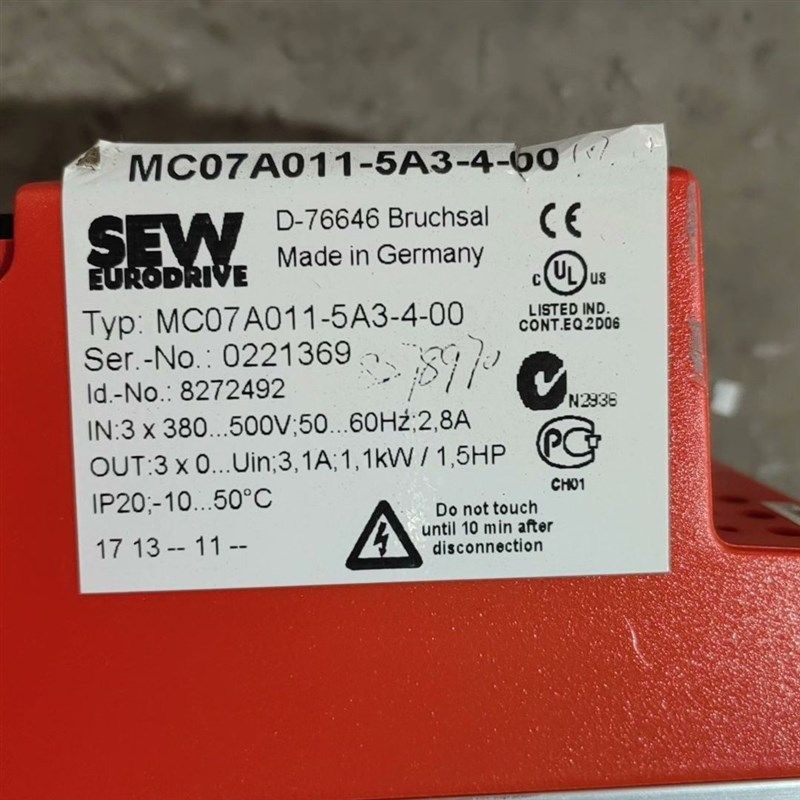 MC07A011-5A3-4-00
SEW
EURODRIVE
D-76646 Bruchsal
Made in Germany
CE
c UL us
LISTED IND.
CONT.EQ.2D06
Typ: MC07A011-5A3-4-00
Ser.-No.: 0221369
Id.-No.: 8272492
N2936
IN:3 x 380...500V;50...60Hz;2,8A
OUT:3 x 0...Uin;3,1A;1,1kW / 1,5HP
IP20;-10...50°C
PCT
CH01
17 13 -- 11 --
Do not touch
until 10 min after
disconnection